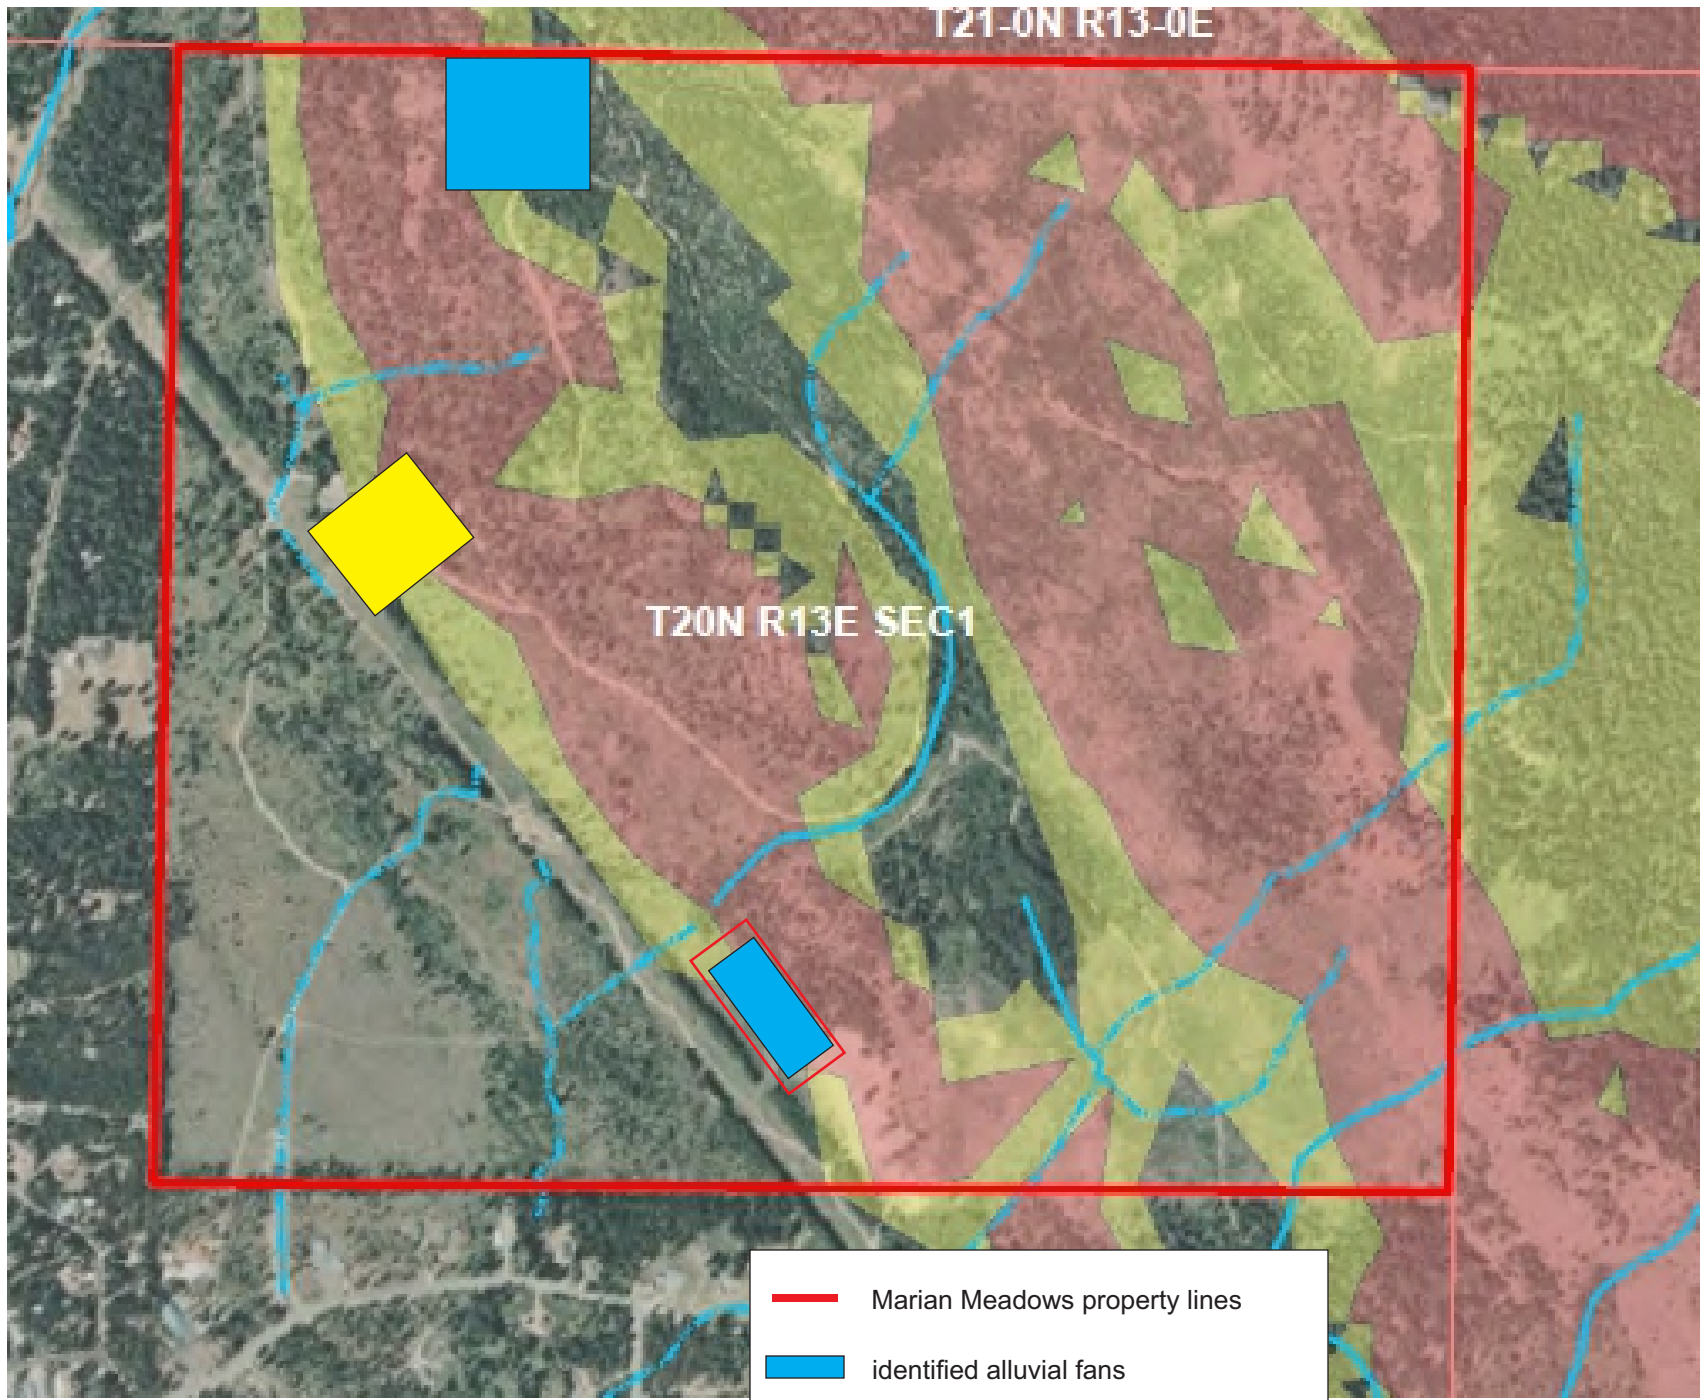 T21-0N R13-0E
T20N R13E SEC1
Marian Meadows property lines
identified alluvial fans